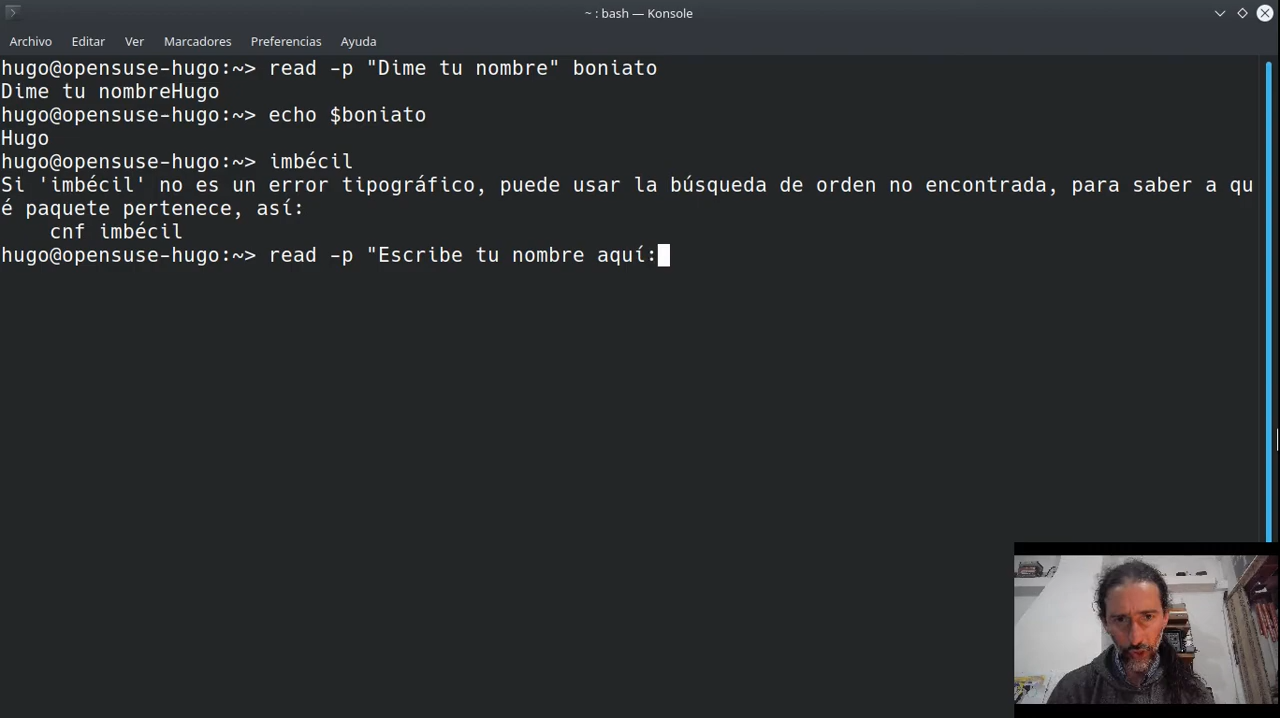 ~ : bash — Konsole
Archivo Editar Ver Marcadores Preferencias Ayuda
hugo@opensuse-hugo:~> read -p "Dime tu nombre" boniato
Dime tu nombreHugo
hugo@opensuse-hugo:~> echo $boniato
Hugo
hugo@opensuse-hugo:~> imbécil
Si 'imbécil' no es un error tipográfico, puede usar la búsqueda de orden no encontrada, para saber a qu
é paquete pertenece, así:
    cnf imbécil
hugo@opensuse-hugo:~> read -p "Escribe tu nombre aquí: